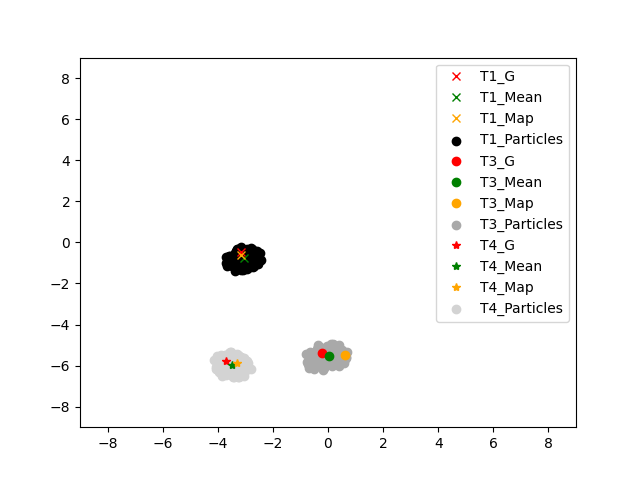 8
6
4
2
0
−2
−4
−6
−8
−8 −6 −4 −2 0 2 4 6 8
T1_G
T1_Mean
T1_Map
T1_Particles
T3_G
T3_Mean
T3_Map
T3_Particles
T4_G
T4_Mean
T4_Map
T4_Particles